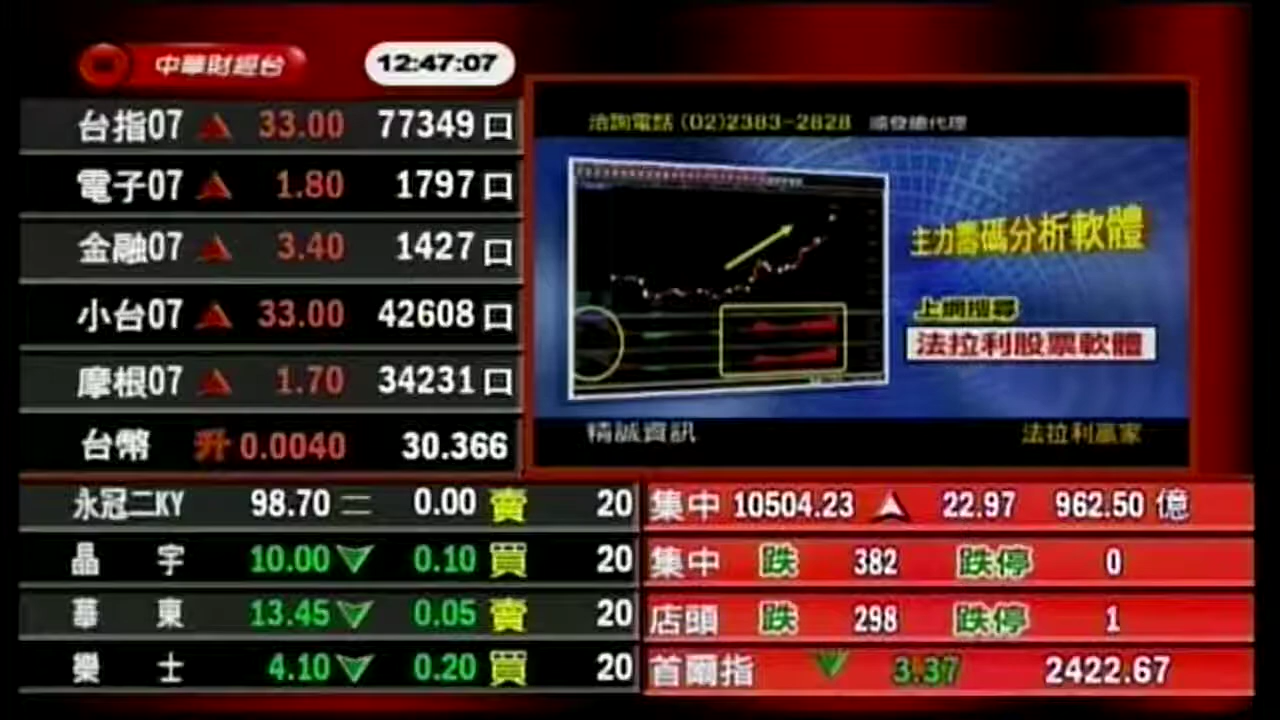 中華財經台 12:47:07
台指07 ▲ 33.00 77349口
電子07 ▲ 1.80 1797口
金融07 ▲ 3.40 1427口
小台07 ▲ 33.00 42608口
摩根07 ▲ 1.70 34231口
台幣 升 0.0040 30.366
洽詢電話 (02)2383-2828 總代理
主力籌碼分析軟體
上網搜尋
法拉利股票軟體
精誠資訊 法拉利贏家
永冠二KY 98.70 二 0.00 賣 20
晶宇 10.00 ▽ 0.10 買 20
華東 13.45 ▽ 0.05 賣 20
樂士 4.10 ▽ 0.20 買 20
集中 10504.23 ▲ 22.97 962.50 億
集中 跌 382 跌停 0
店頭 跌 298 跌停 1
首爾指 ▼ 3.37 2422.67